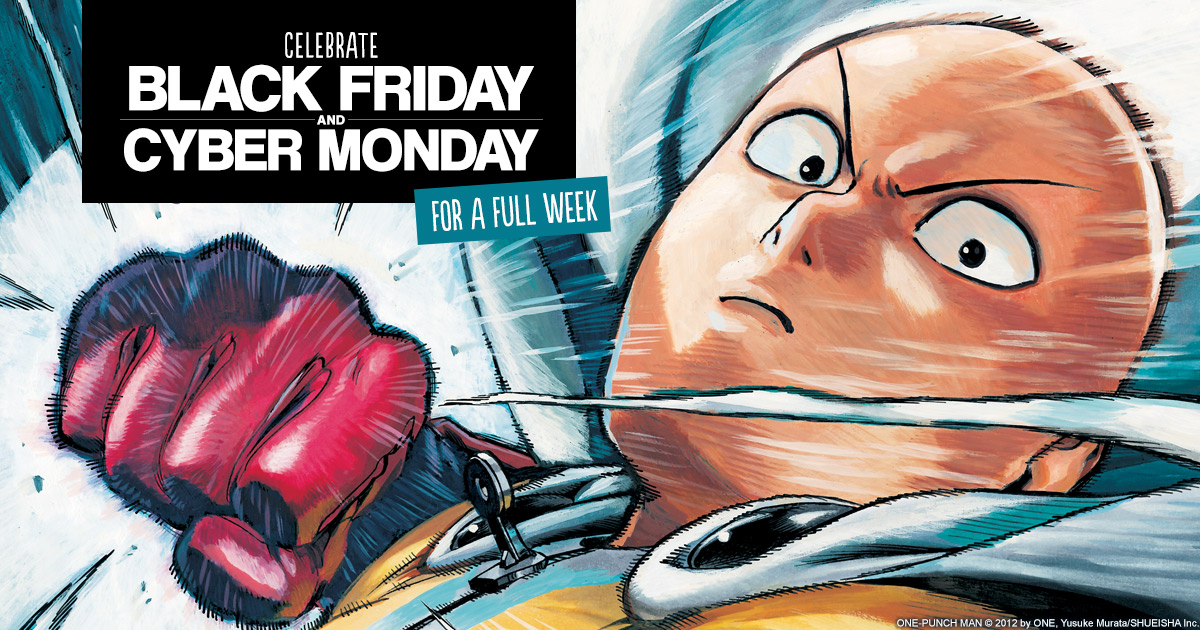 CELEBRATE
BLACK FRIDAY
AND
CYBER MONDAY
FOR A FULL WEEK
ONE-PUNCH MAN © 2012 by ONE, Yusuke Murata/SHUEISHA Inc.